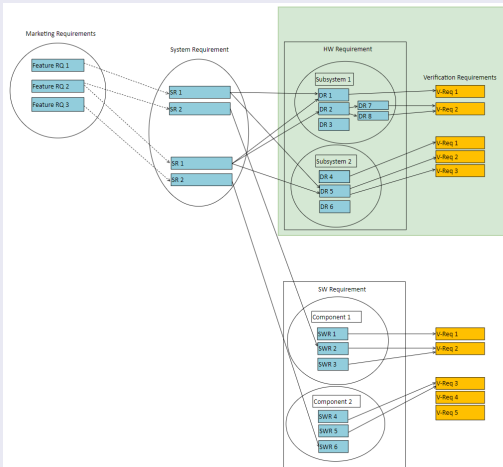 Marketing Requirements
Feature RQ 1
Feature RQ 2
Feature RQ 3
System Requirement
SR 1
SR 2
SR 1
SR 2
HW Requirement
Subsystem 1
DR 1
DR 2
DR 3
DR 7
DR 8
Subsystem 2
DR 4
DR 5
DR 6
Verification Requirements
V-Req 1
V-Req 2
V-Req 1
V-Req 2
V-Req 3
SW Requirement
Component 1
SWR 1
SWR 2
SWR 3
Component 2
SWR 4
SWR 5
SWR 6
V-Req 1
V-Req 2
V-Req 3
V-Req 4
V-Req 5